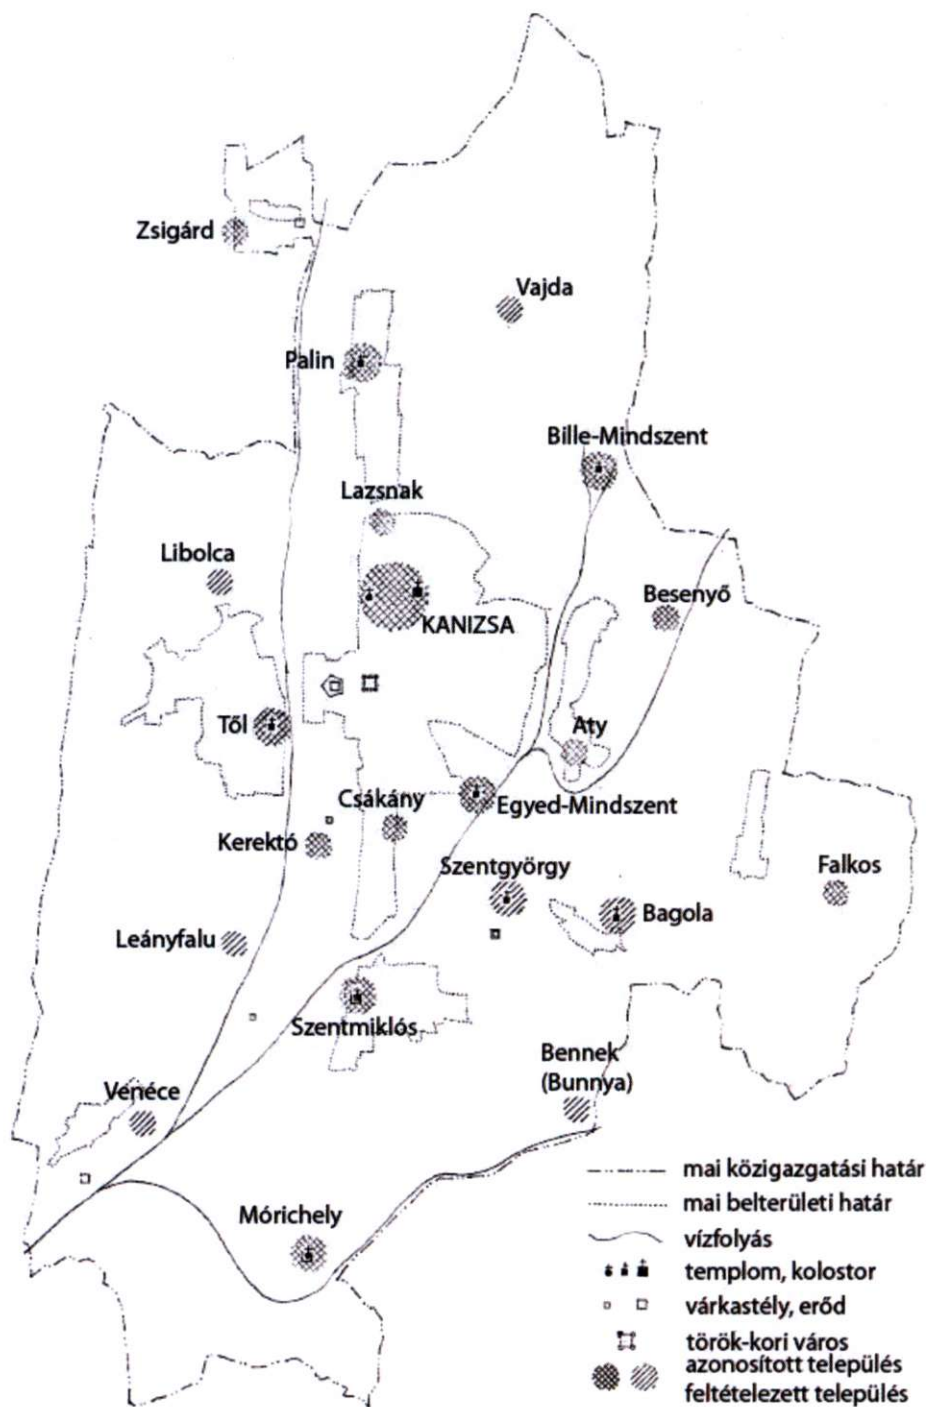 Zsigárd
Vajda
Palin
Bille-Mindszent
Lazsnak
Libolca
Besenyő
KANIZSA
Től
Aty
Csákány
Egyed-Mindszent
Kerektó
Szentgyörgy
Falkos
Bagola
Leányfalu
Szentmiklós
Bennek
(Bunnya)
Venéce
Mórichely
mai közigazgatási határ
mai belterületi határ
vízfolyás
templom, kolostor
várkastély, erőd
török-kori város
azonosított település
feltételezett település